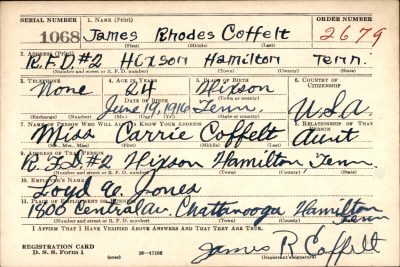 SERIAL NUMBER 1. NAME (Print) ORDER NUMBER
1068 James Rhodes Coffelt 2679
(First) (Middle) (Last)
2. ADDRESS (Print)
R.F.D.#2 Hixson Hamilton Tenn.
(Number and street or R. F. D. number) (Town) (County) (State)
3. TELEPHONE 4. AGE IN YEARS 5. PLACE OF BIRTH 6. COUNTRY OF CITIZENSHIP
None 24 Hixson
DATE OF BIRTH (Town or county)
June 19, 1916 Tenn U.S.A.
(Exchange) (No.) (Mo.) (Day) (Yr.) (State or country)
7. NAME OF PERSON WHO WILL ALWAYS KNOW YOUR ADDRESS 8. RELATIONSHIP OF THAT PERSON
Miss Carrie Coffelt Aunt
(Mr., Mrs., Miss) (First) (Middle) (Last)
9. ADDRESS OF THAT PERSON
R.F.D.#2 Hixson Hamilton Tenn.
(Number and street or R. F. D. number) (Town) (County) (State)
10. EMPLOYER'S NAME
Loyd W. Jones
11. PLACE OF EMPLOYMENT OR BUSINESS
1900 Central Av. Chattanooga Hamilton Tenn
(Number and street or R. F. D. number) (Town) (County) (State)
I AFFIRM THAT I HAVE VERIFIED ABOVE ANSWERS AND THAT THEY ARE TRUE.
REGISTRATION CARD
D. S. S. Form 1 (over) 16—17105 James R Coffelt
(Registrant's signature)